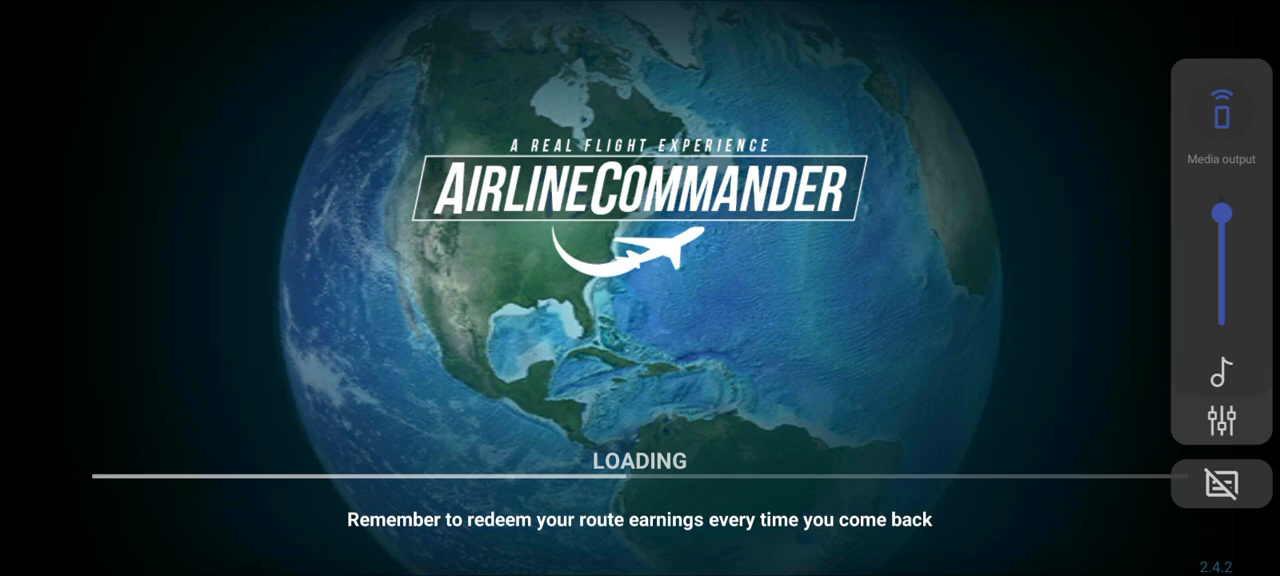 A REAL FLIGHT EXPERIENCE
AIRLINECOMMANDER
Media output
LOADING
Remember to redeem your route earnings every time you come back
2.4.2